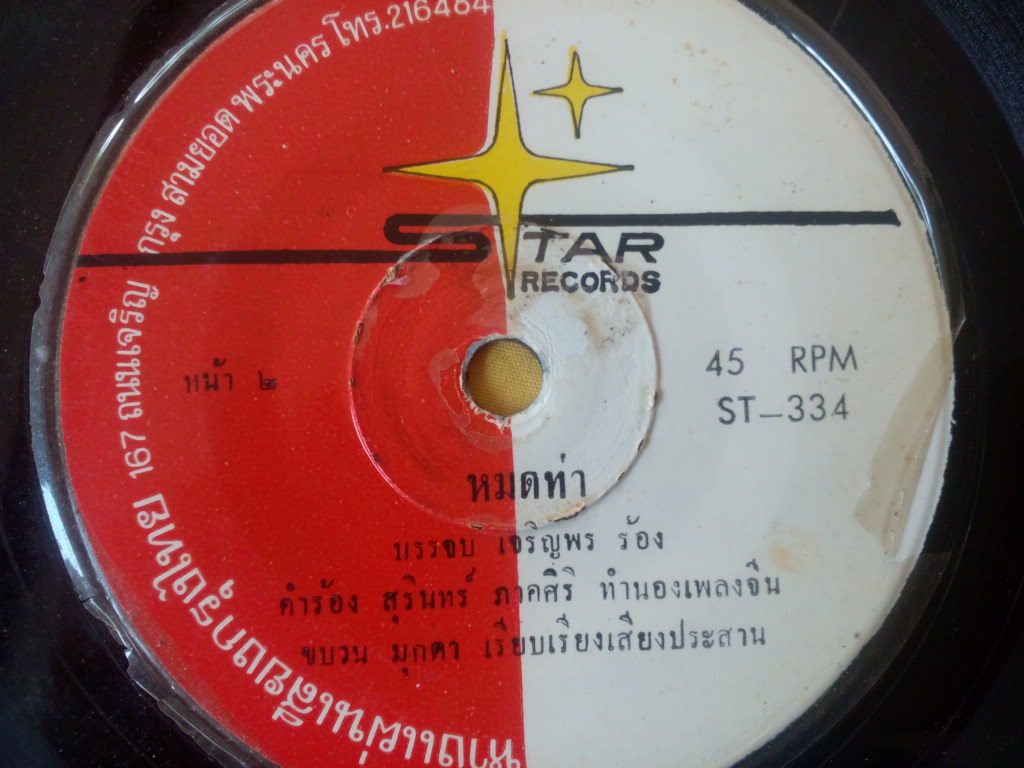 ห้างแผ่นเสียงกรุงไทย 167 ถนนเจริญ กรุง สามยอด พระนคร โทร.216484
STAR
RECORDS
หน้า ๒
45 RPM
ST-334
หมดท่า
บรรจบ เจริญพร ร้อง
คำร้อง สุรินทร์ ภาคศิริ ทำนองเพลงจีน
ขบวน มุกดา เรียบเรียงเสียงประสาน